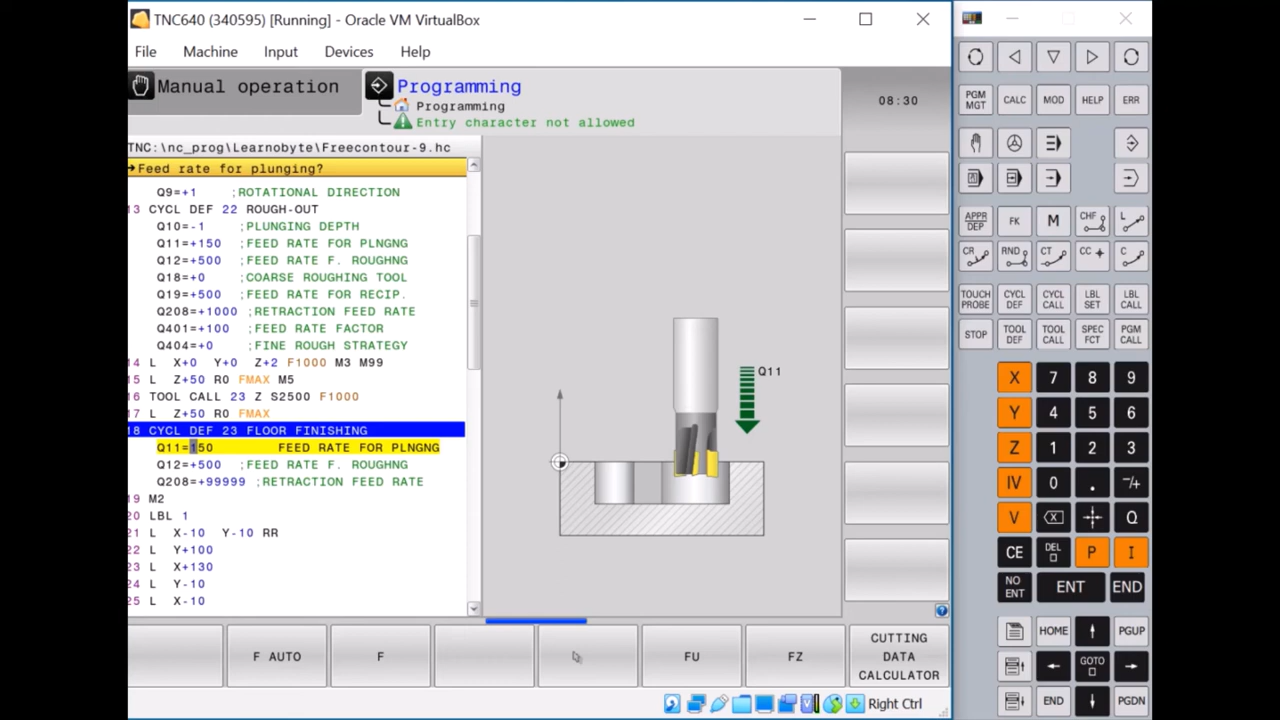 TNC640 (340595) [Running] - Oracle VM VirtualBox
File Machine Input Devices Help
Manual operation
Programming
Programming
Entry character not allowed
08:30
TNC:\nc_prog\Learnobyte\Freecontour-9.hc
Feed rate for plunging?
Q9=+1 ;ROTATIONAL DIRECTION
13 CYCL DEF 22 ROUGH-OUT
Q10=-1 ;PLUNGING DEPTH
Q11=+150 ;FEED RATE FOR PLNGNG
Q12=+500 ;FEED RATE F. ROUGHNG
Q18=+0 ;COARSE ROUGHING TOOL
Q19=+500 ;FEED RATE FOR RECIP.
Q208=+1000 ;RETRACTION FEED RATE
Q401=+100 ;FEED RATE FACTOR
Q404=+0 ;FINE ROUGH STRATEGY
14 L X+0 Y+0 Z+2 F1000 M3 M99
15 L Z+50 R0 FMAX M5
16 TOOL CALL 23 Z S2500 F1000
17 L Z+50 R0 FMAX
18 CYCL DEF 23 FLOOR FINISHING
Q11=150 FEED RATE FOR PLNGNG
Q12=+500 ;FEED RATE F. ROUGHNG
Q208=+99999 ;RETRACTION FEED RATE
19 M2
20 LBL 1
21 L X-10 Y-10 RR
22 L Y+100
23 L X+130
24 L Y-10
25 L X-10
Q11
F AUTO
F
FU
FZ
CUTTING
DATA
CALCULATOR
Right Ctrl
PGM
MGT
CALC
MOD
HELP
ERR
APPR
DEP
FK
M
CHF
L
CR
RND
CT
CC
C
TOUCH
PROBE
CYCL
DEF
CYCL
CALL
LBL
SET
LBL
CALL
STOP
TOOL
DEF
TOOL
CALL
SPEC
FCT
PGM
CALL
X 7 8 9
Y 4 5 6
Z 1 2 3
IV 0 . -/+
V Q
CE
DEL
P I
NO
ENT
ENT
END
HOME
PGUP
GOTO
END
PGDN